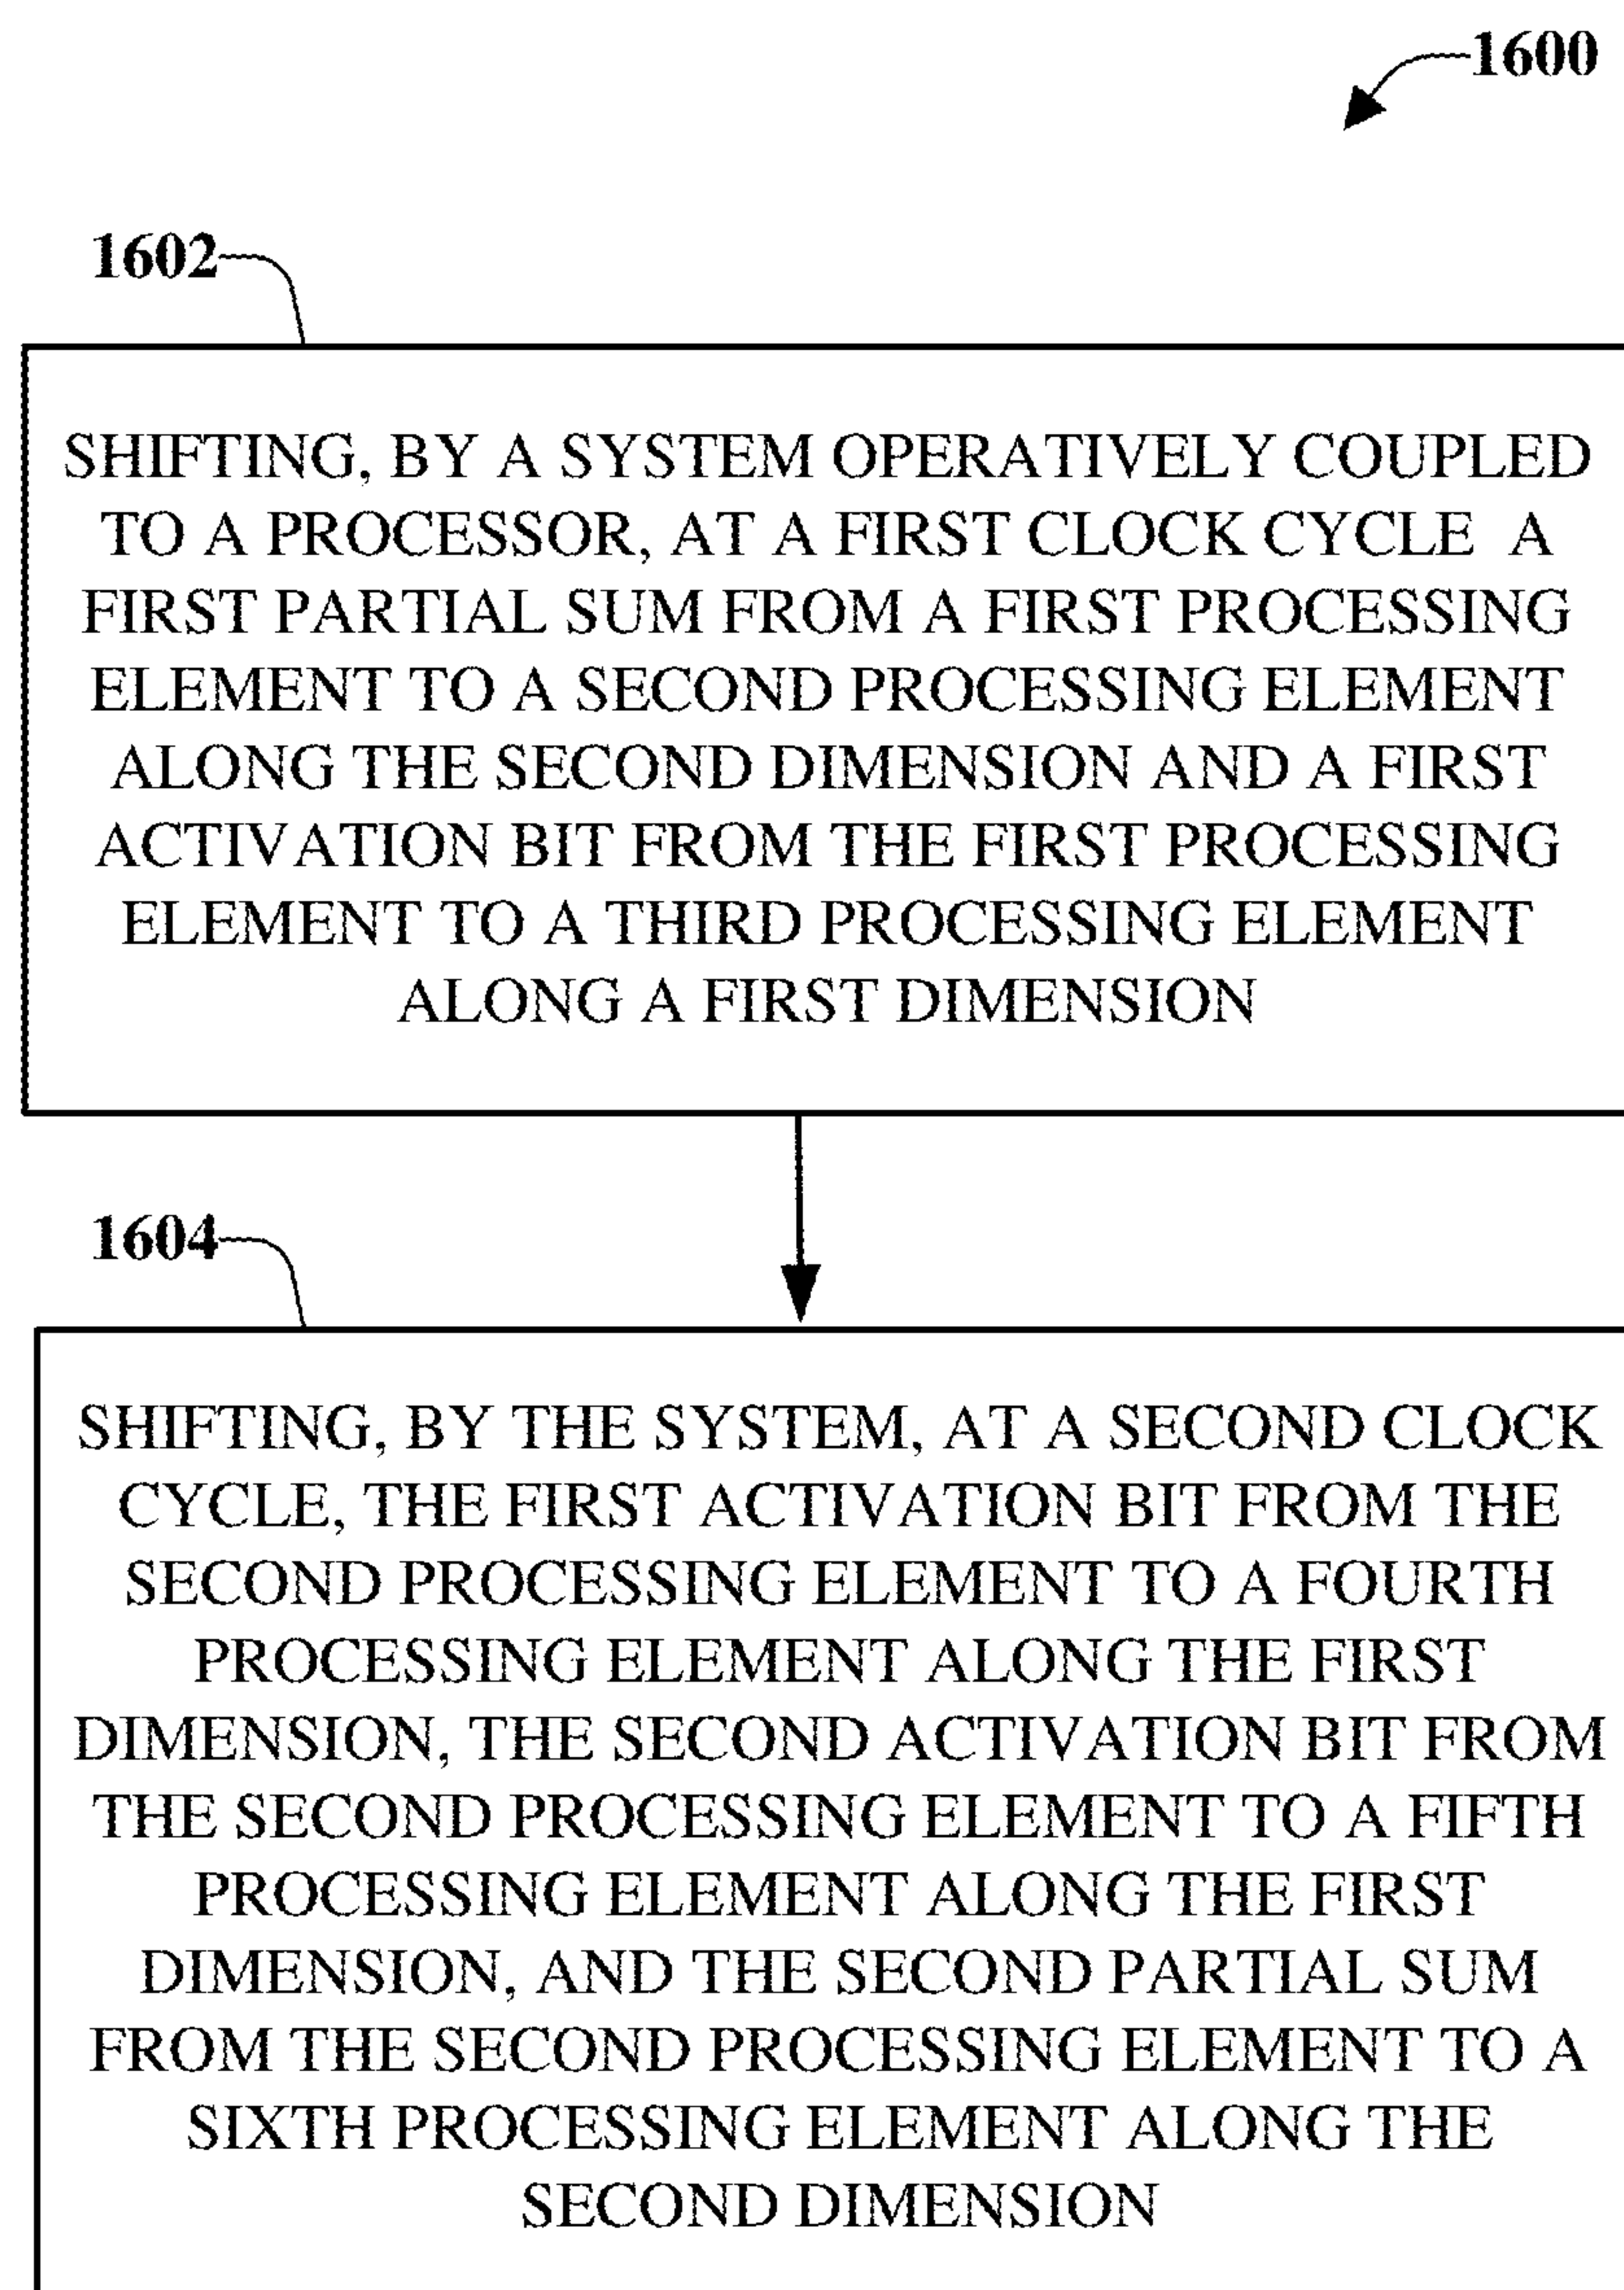 1600
1602
SHIFTING, BY A SYSTEM OPERATIVELY COUPLED
TO A PROCESSOR, AT A FIRST CLOCK CYCLE A
FIRST PARTIAL SUM FROM A FIRST PROCESSING
ELEMENT TO A SECOND PROCESSING ELEMENT
ALONG THE SECOND DIMENSION AND A FIRST
ACTIVATION BIT FROM THE FIRST PROCESSING
ELEMENT TO A THIRD PROCESSING ELEMENT
ALONG A FIRST DIMENSION
1604
SHIFTING, BY THE SYSTEM, AT A SECOND CLOCK
CYCLE, THE FIRST ACTIVATION BIT FROM THE
SECOND PROCESSING ELEMENT TO A FOURTH
PROCESSING ELEMENT ALONG THE FIRST
DIMENSION, THE SECOND ACTIVATION BIT FROM
THE SECOND PROCESSING ELEMENT TO A FIFTH
PROCESSING ELEMENT ALONG THE FIRST
DIMENSION, AND THE SECOND PARTIAL SUM
FROM THE SECOND PROCESSING ELEMENT TO A
SIXTH PROCESSING ELEMENT ALONG THE
SECOND DIMENSION